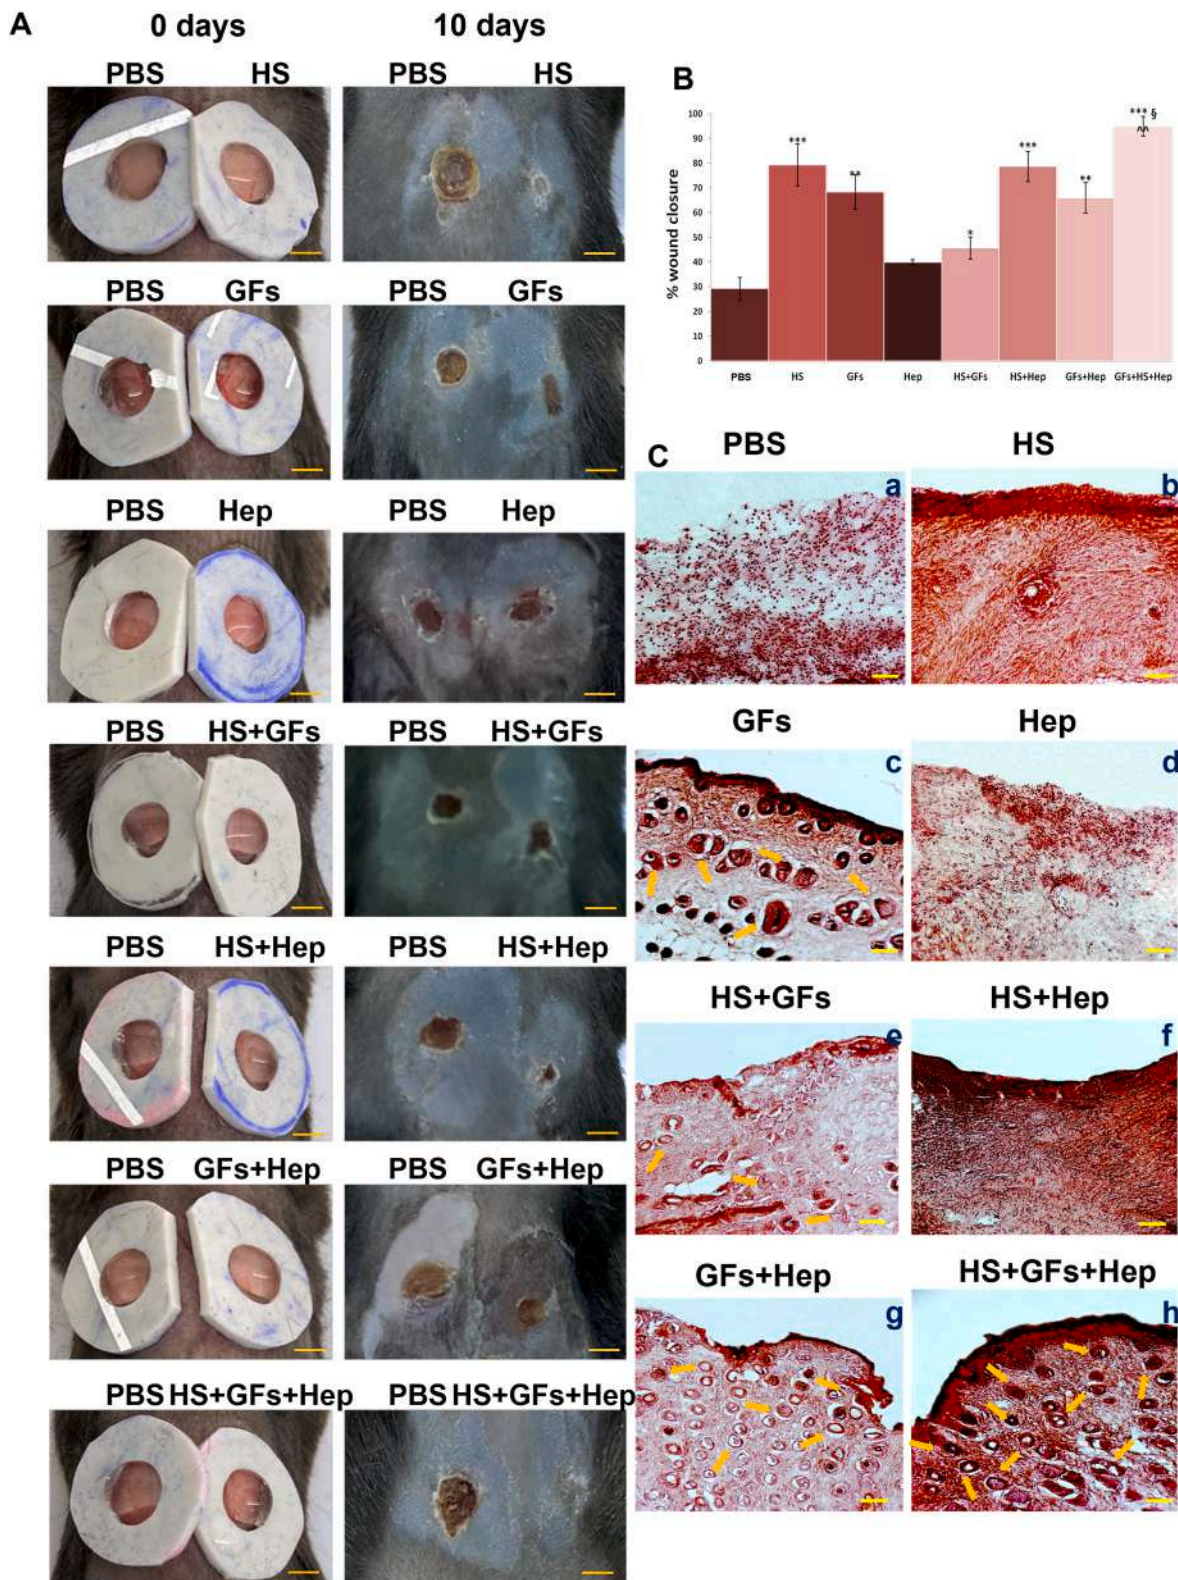 A
0 days
10 days
PBS HS
PBS HS
PBS GFs
PBS GFs
PBS Hep
PBS Hep
PBS HS+GFs
PBS HS+GFs
PBS HS+Hep
PBS HS+Hep
PBS GFs+Hep
PBS GFs+Hep
PBS HS+GFs+Hep
PBS HS+GFs+Hep
B
% wound closure
100
90
80
70
60
50
40
30
20
10
0
***
**
*
***
**
*** §
^^
PBS HS GFs Hep HS+GFs HS+Hep GFs+Hep GFs+HS+Hep
C
PBS HS
a b
GFs Hep
c d
HS+GFs HS+Hep
e f
GFs+Hep HS+GFs+Hep
g h